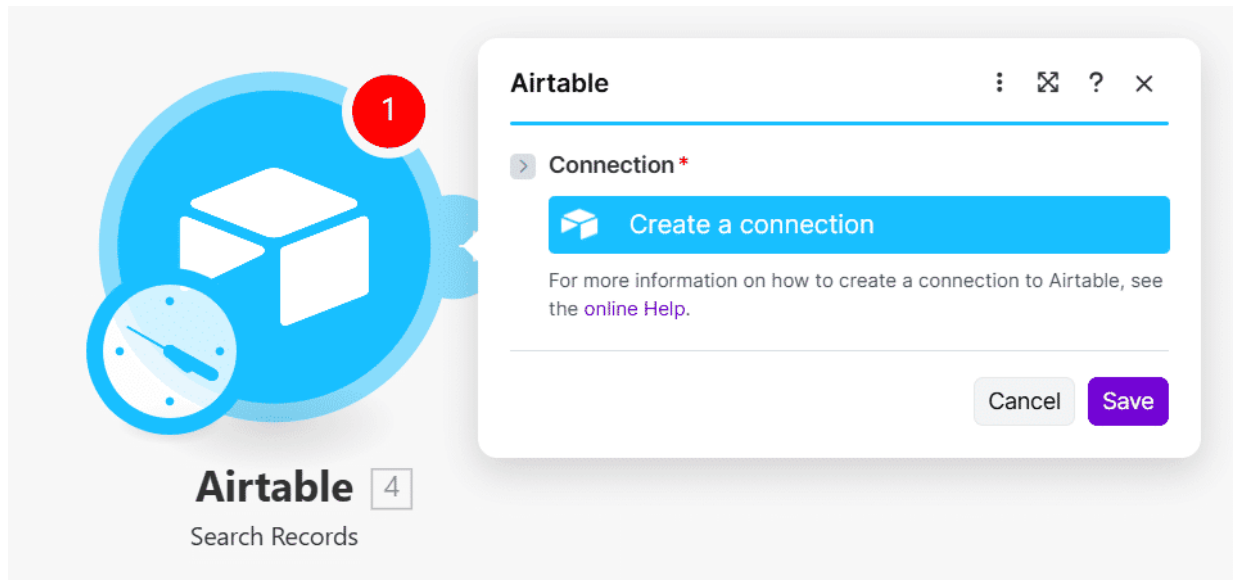 1
Airtable
?
Connection *
Create a connection
For more information on how to create a connection to Airtable, see
the online Help.
Cancel
Save
Airtable 4
Search Records